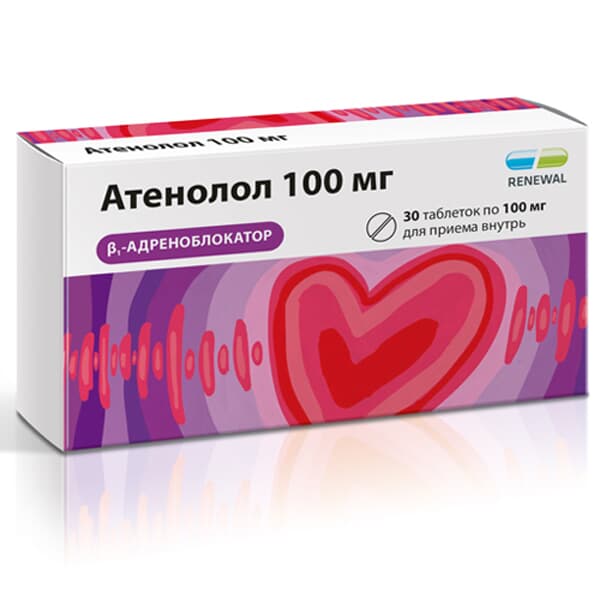 Атенолол 100 мг
Атенолол 100 мг
β₁-АДРЕНОБЛОКАТОР
RENEWAL
30 таблеток по 100 мг
для приема внутрь